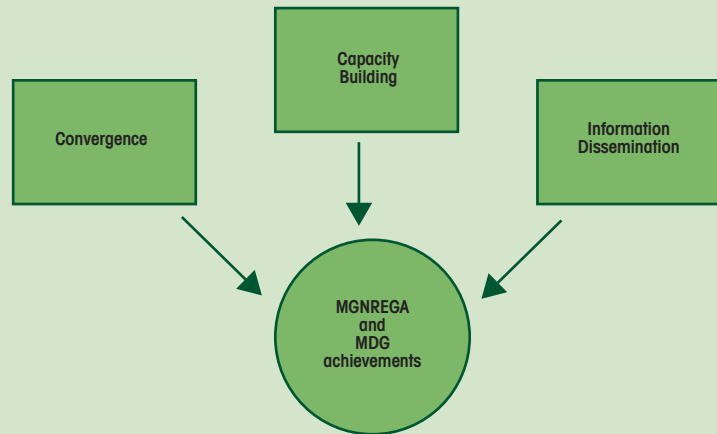 Capacity
Building
Convergence
Information
Dissemination
MGNREGA
and
MDG
achievements